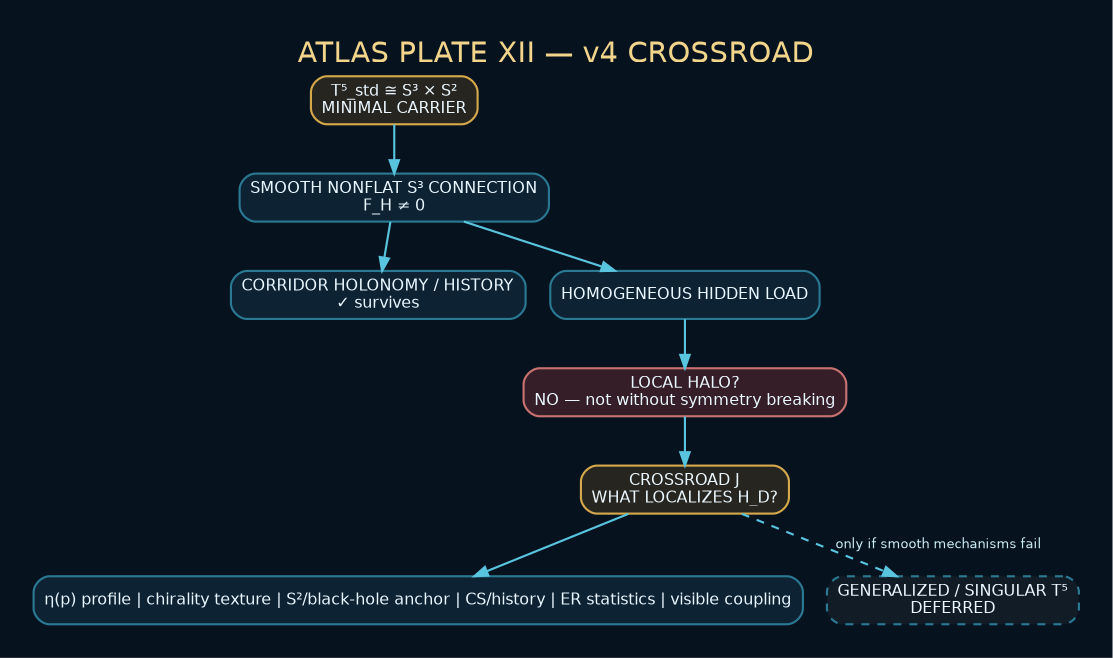 ATLAS PLATE XII — v4 CROSSROAD
T⁵_std ≅ S³ × S²
MINIMAL CARRIER
SMOOTH NONFLAT S³ CONNECTION
F_H ≠ 0
CORRIDOR HOLONOMY / HISTORY
✓ survives
HOMOGENEOUS HIDDEN LOAD
LOCAL HALO?
NO — not without symmetry breaking
CROSSROAD J
WHAT LOCALIZES H_D?
only if smooth mechanisms fail
η(p) profile | chirality texture | S²/black-hole anchor | CS/history | ER statistics | visible coupling
GENERALIZED / SINGULAR T⁵
DEFERRED